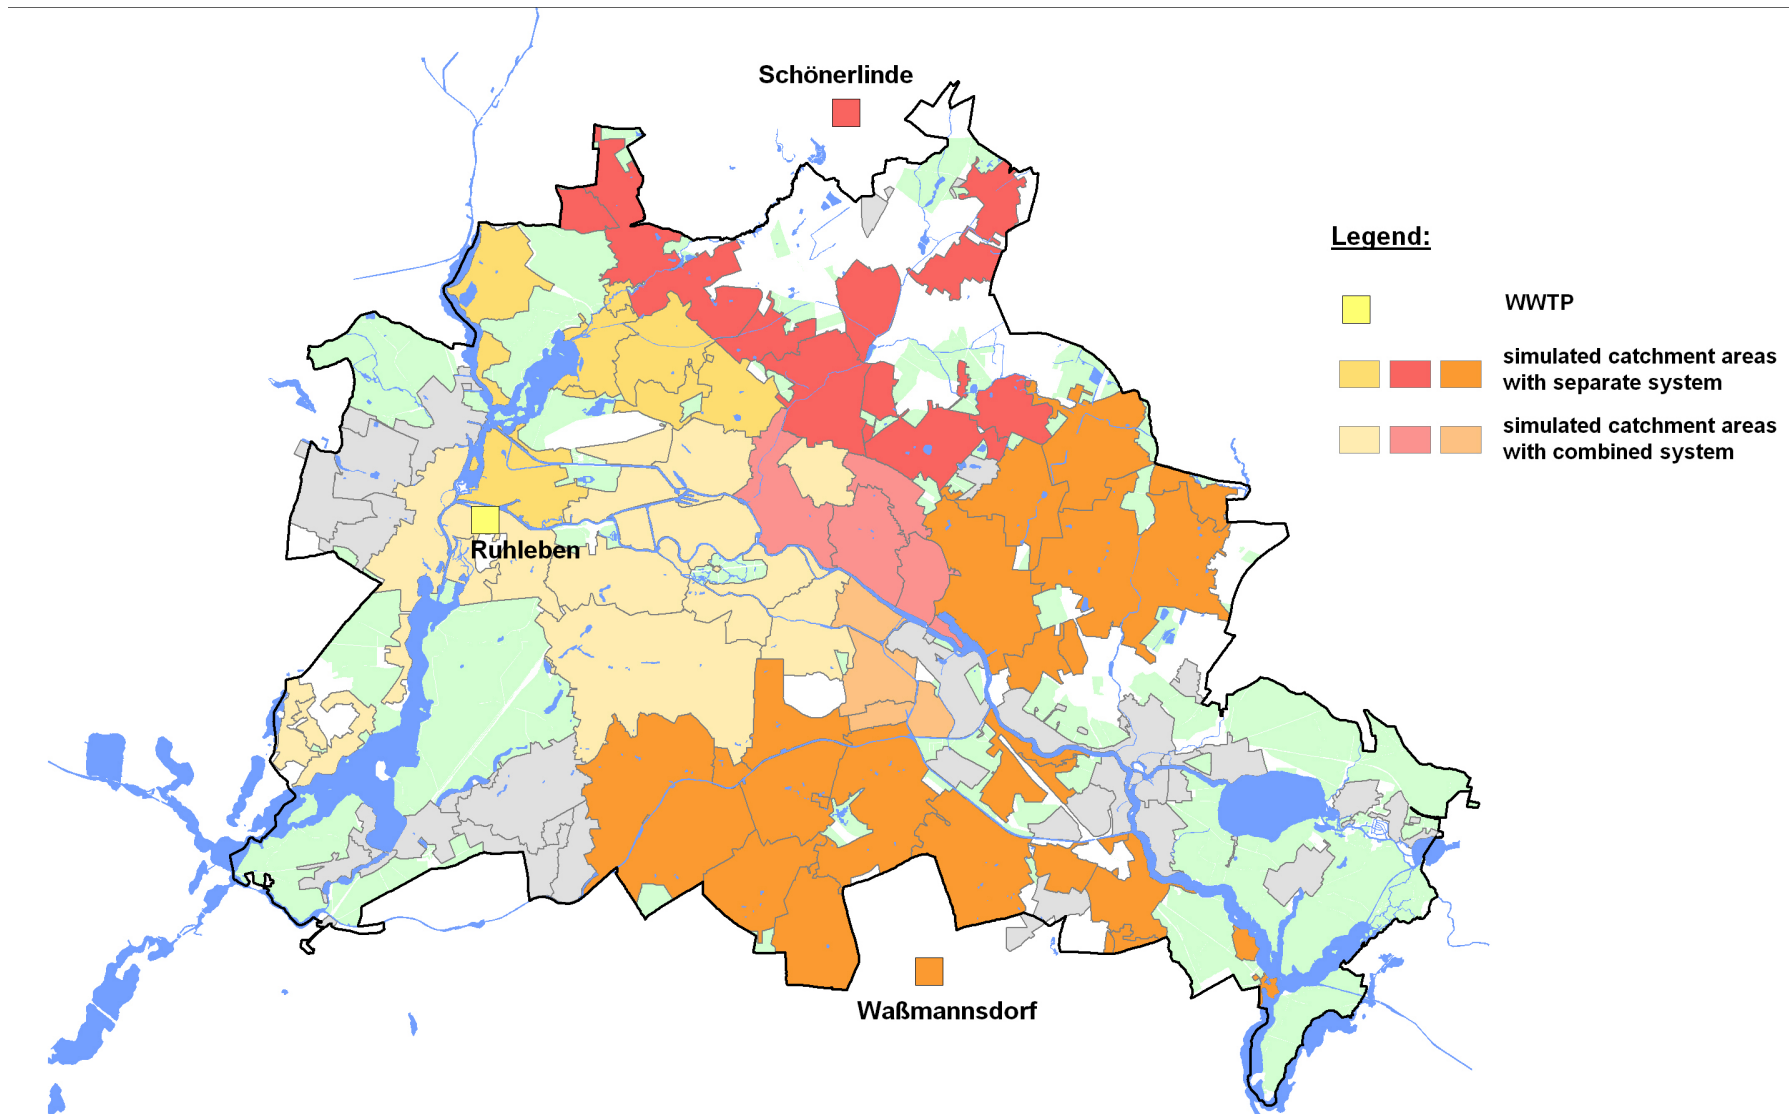 Schönerlinde
Legend:
WWTP
simulated catchment areas
with separate system
simulated catchment areas
with combined system
Ruhleben
Waßmannsdorf